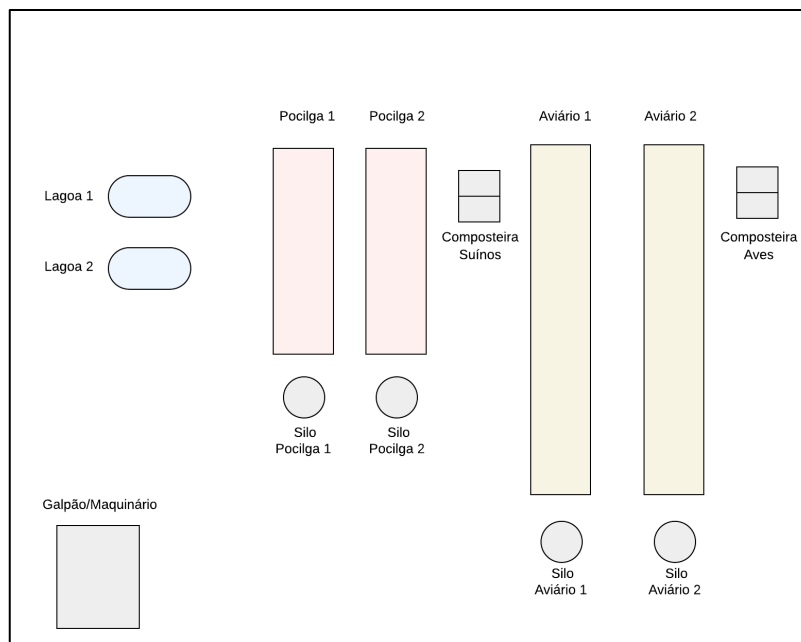 Pocilga 1
Pocilga 2
Aviário 1
Aviário 2
Lagoa 1
Lagoa 2
Composteira
Suínos
Composteira
Aves
Silo
Pocilga 1
Silo
Pocilga 2
Galpão/Maquinário
Silo
Aviário 1
Silo
Aviário 2